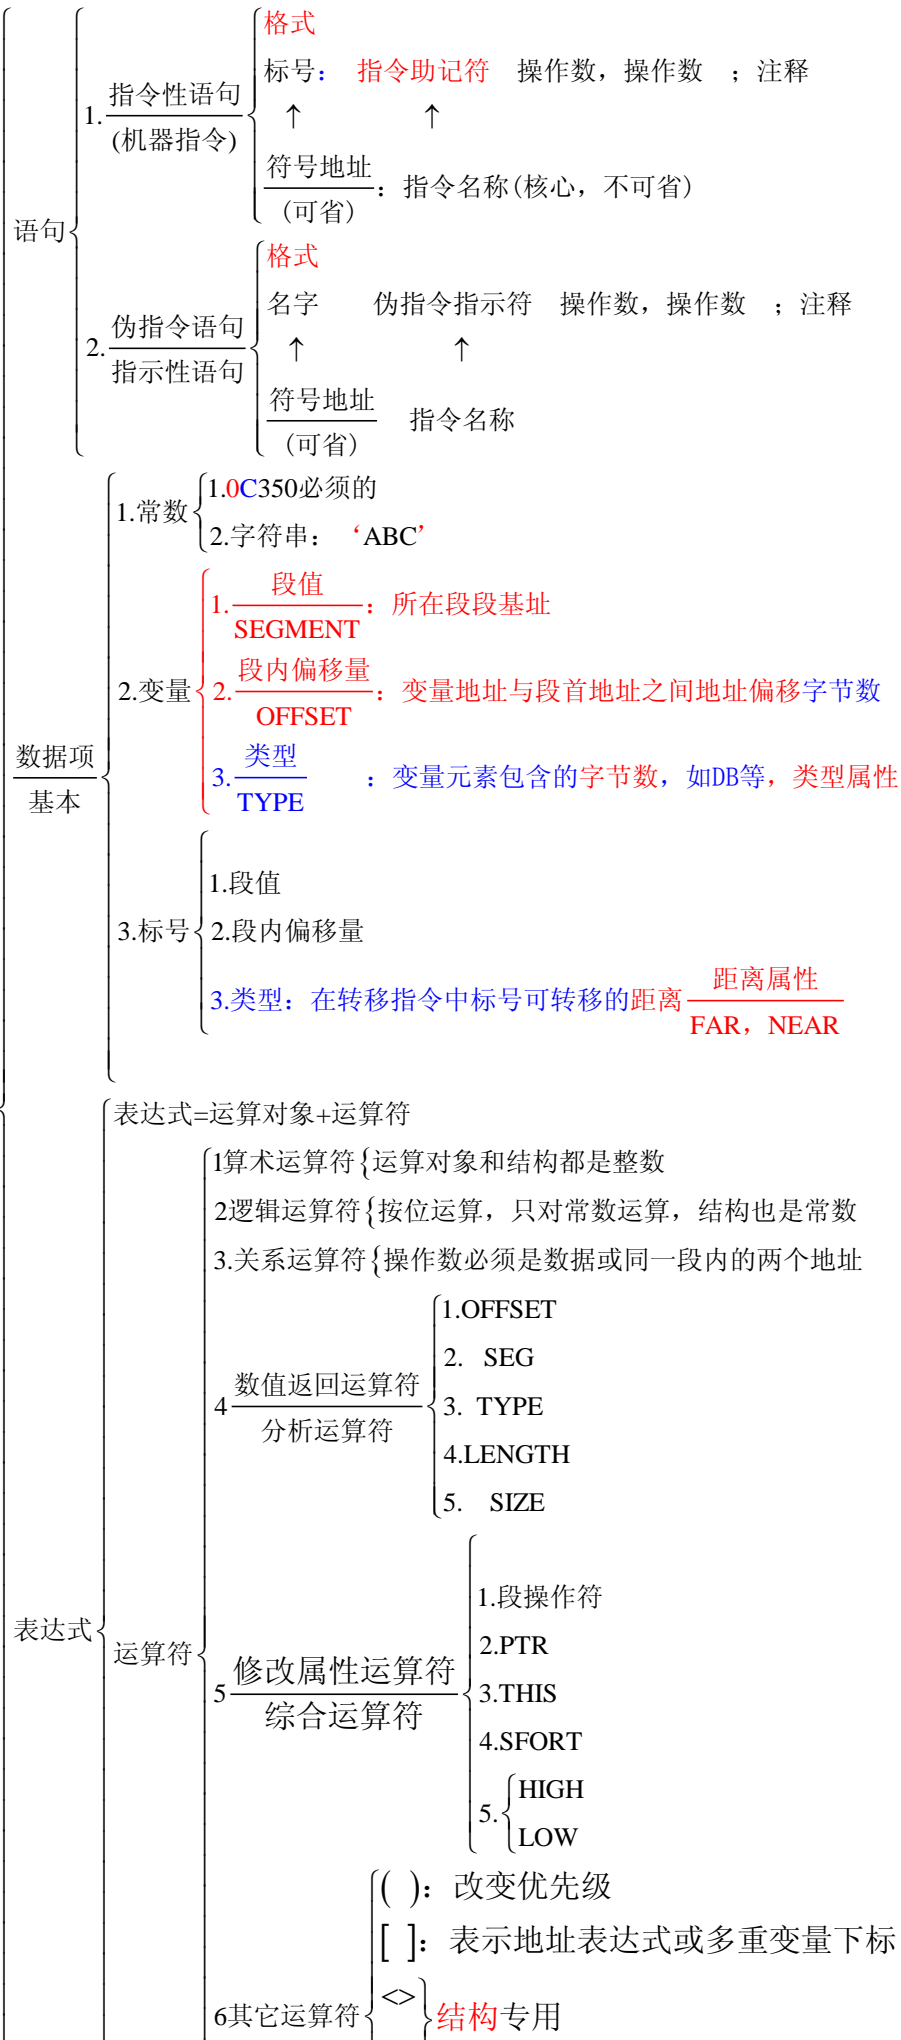 格式
标号： 指令助记符 操作数，操作数 ；注释
1.指令性语句
(机器指令)
↑ ↑
符号地址
(可省)
：指令名称(核心，不可省)
语句
格式
名字 伪指令指示符 操作数，操作数 ；注释
2.伪指令语句
指示性语句
↑ ↑
符号地址
(可省)
指令名称
1.常数
1.0C350必须的
2.字符串：‘ABC’
2.变量
1.段值
SEGMENT
：所在段段基址
2.段内偏移量
OFFSET
：变量地址与段首地址之间地址偏移字节数
3.类型
TYPE
：变量元素包含的字节数，如DB等，类型属性
数据项
基本
3.标号
1.段值
2.段内偏移量
3.类型：在转移指令中标号可转移的距离
距离属性
FAR，NEAR
表达式=运算对象+运算符
1算术运算符{运算对象和结构都是整数
2逻辑运算符{按位运算，只对常数运算，结构也是常数
3.关系运算符{操作数必须是数据或同一段内的两个地址
4数值返回运算符
分析运算符
1.OFFSET
2. SEG
3. TYPE
4.LENGTH
5. SIZE
表达式
运算符
5修改属性运算符
综合运算符
1.段操作符
2.PTR
3.THIS
4.SFORT
5.
HIGH
LOW
6其它运算符
( )：改变优先级
[ ]：表示地址表达式或多重变量下标
<>
结构专用